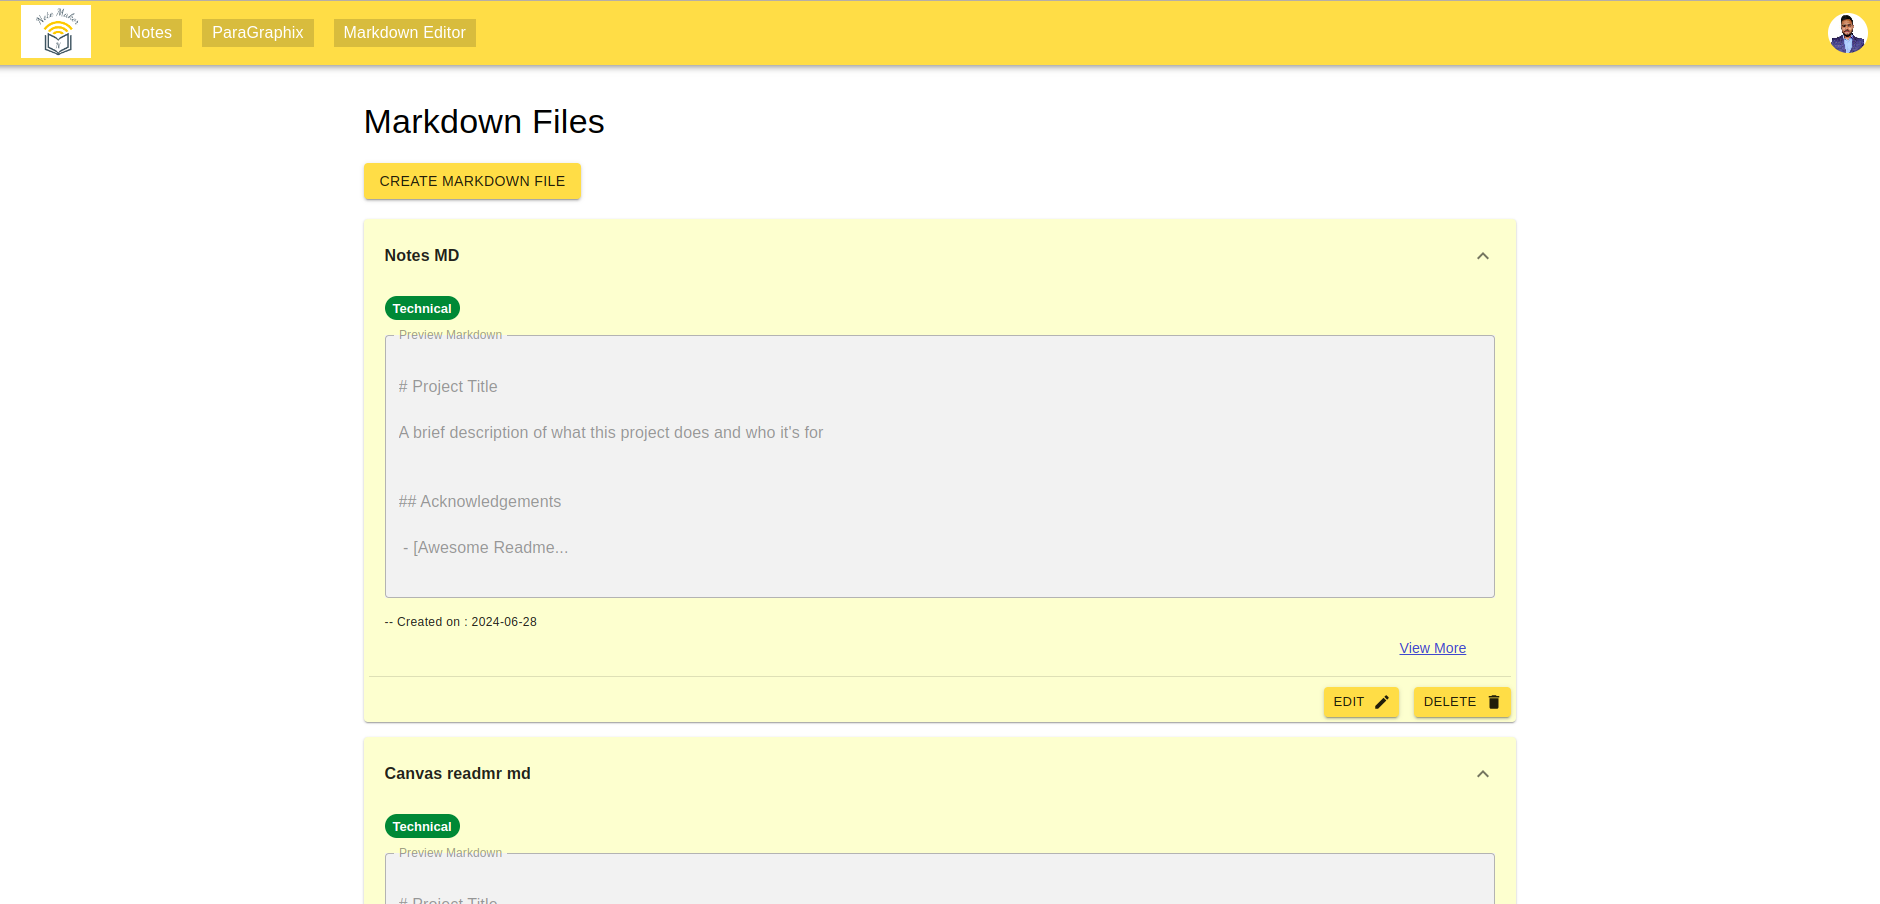 Note Maker
N
Notes
ParaGraphix
Markdown Editor
Markdown Files
CREATE MARKDOWN FILE
Notes MD
Technical
Preview Markdown
# Project Title
A brief description of what this project does and who it's for
## Acknowledgements
- [Awesome Readme...
-- Created on : 2024-06-28
View More
EDIT
DELETE
Canvas readmr md
Technical
Preview Markdown
# Project Title